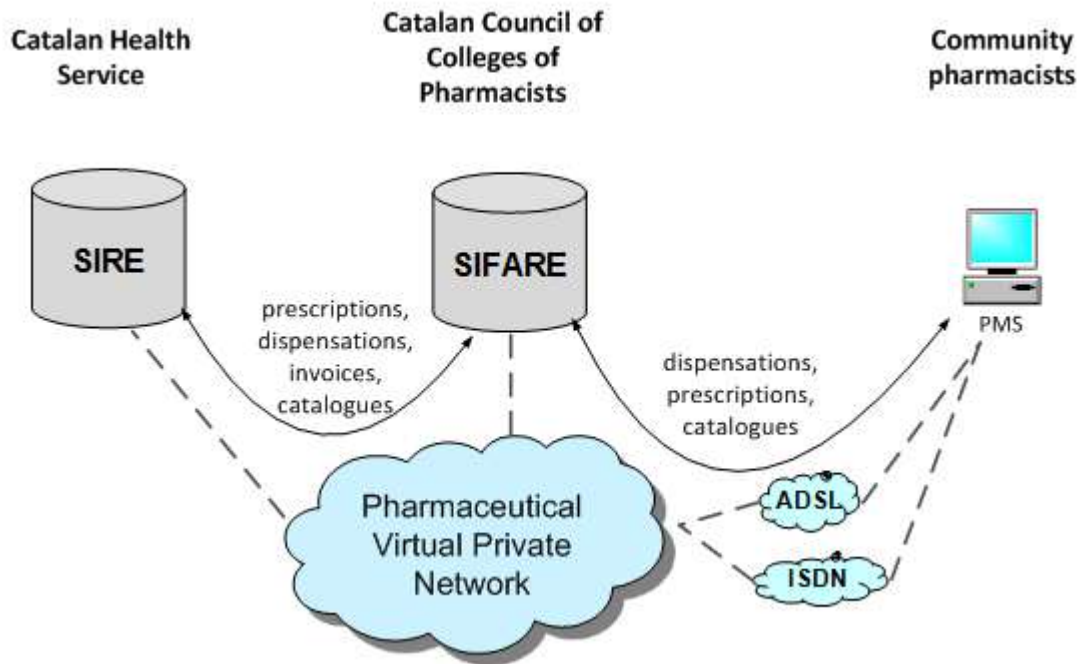 Catalan Health
Service
Catalan Council of
Colleges of
Pharmacists
Community
pharmacists
SIRE
SIFARE
PMS
prescriptions,
dispensations,
invoices,
catalogues
dispensations,
prescriptions,
catalogues
Pharmaceutical
Virtual Private
Network
ADSL
ISDN